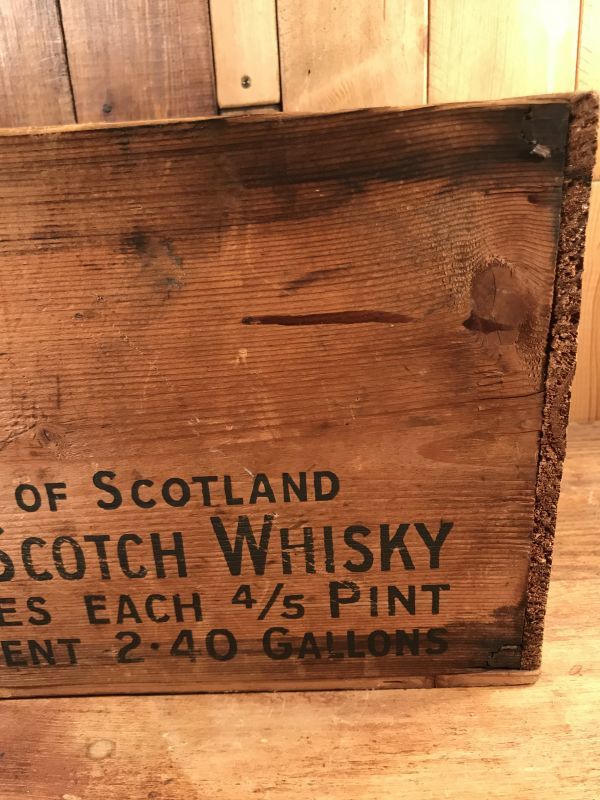 OF SCOTLAND
SCOTCH WHISKY
ES EACH 4/5 PINT
ENT 2·40 GALLONS